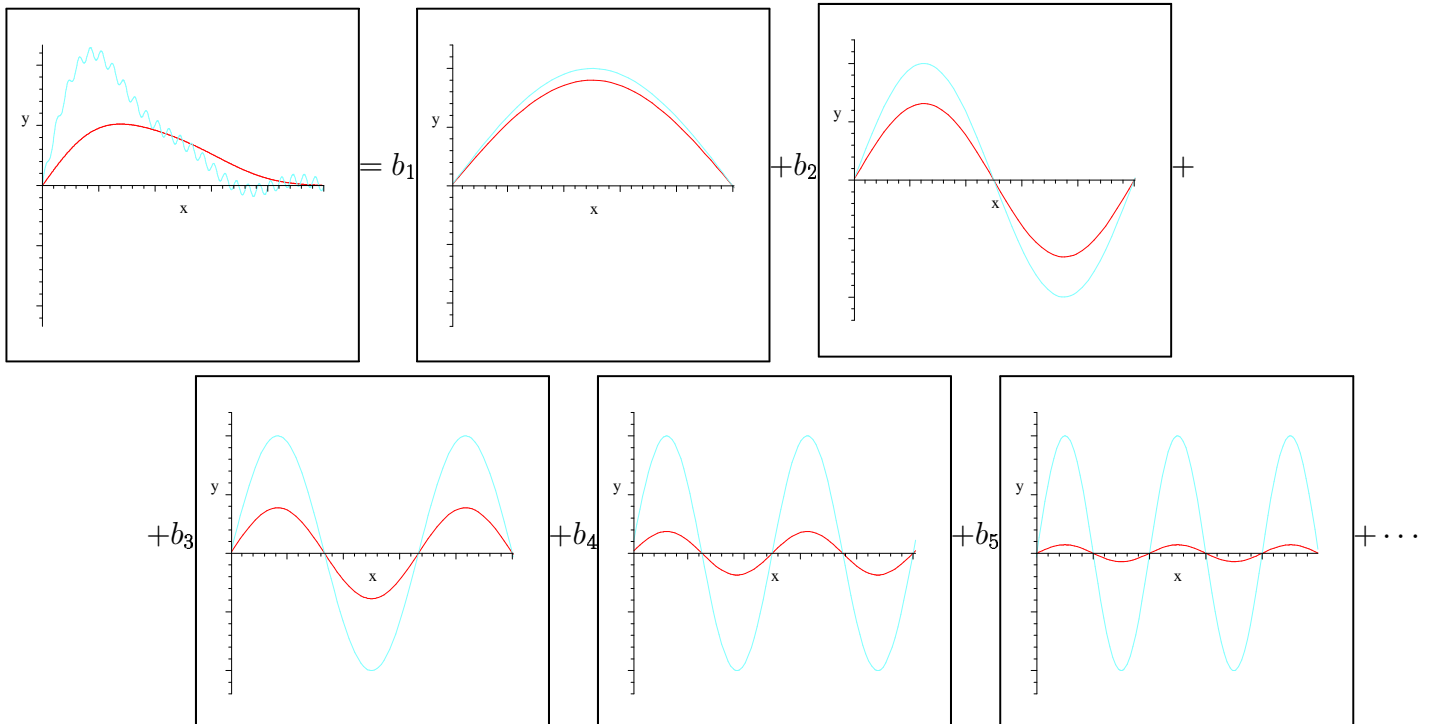 y x = b₁ y x +b₂ y x +
+b₃ y x +b₄ y x +b₅ y x + ···